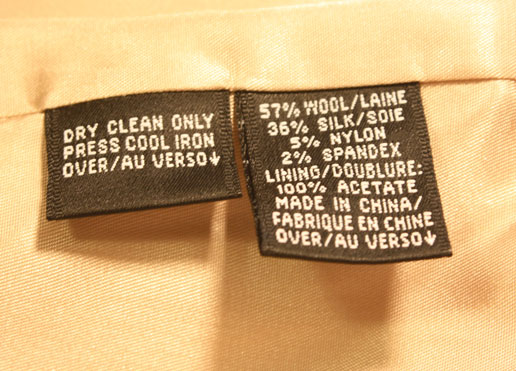 DRY CLEAN ONLY
PRESS COOL IRON
OVER/AU VERSO↓
57% WOOL/LAINE
36% SILK/SOIE
5% NYLON
2% SPANDEX
LINING/DOUBLURE:
100% ACETATE
MADE IN CHINA/
FABRIQUE EN CHINE
OVER/AU VERSO↓